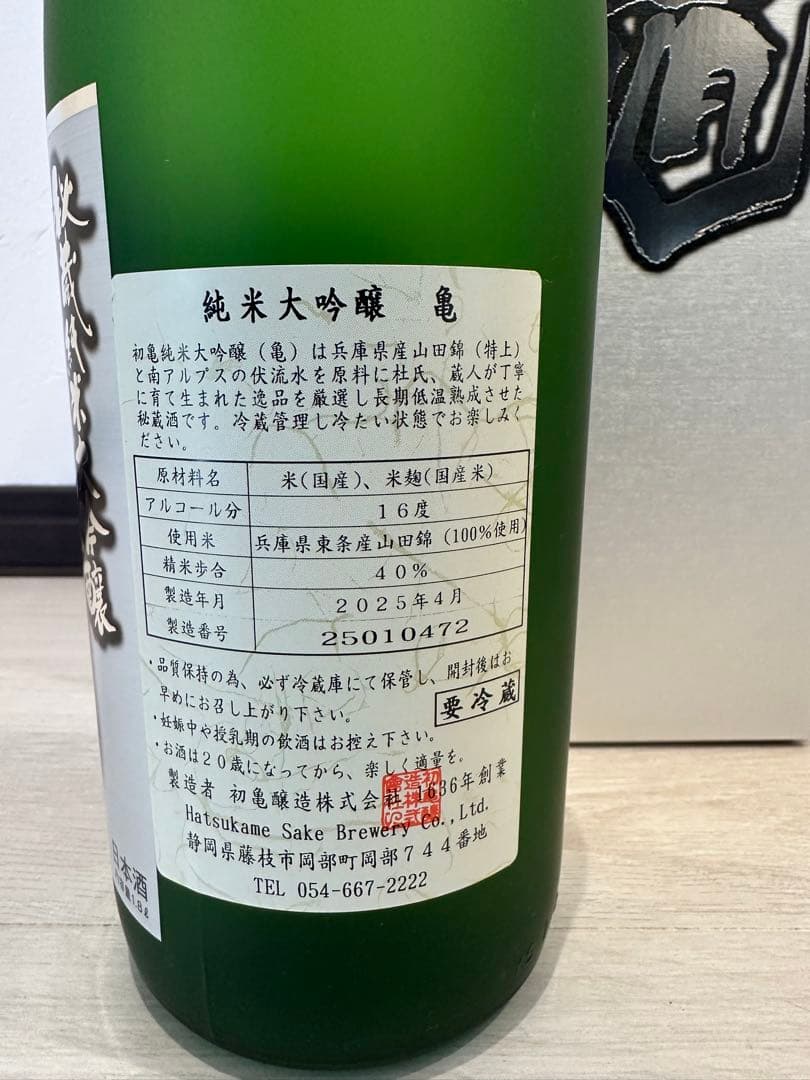 秘蔵純米大吟醸
日本酒
1.8ℓ
純米大吟醸 亀
初亀純米大吟醸（亀）は兵庫県産山田錦（特上）
と南アルプスの伏流水を原料に杜氏、蔵人が丁寧
に育て生まれた逸品を厳選し長期低温熟成させた
秘蔵酒です。冷蔵管理し冷たい状態でお楽しみく
ださい。
原材料名 米(国産)、米麹(国産米)
アルコール分 16度
使用米 兵庫県東条産山田錦（100%使用）
精米歩合 40%
製造年月 2025年4月
製造番号 25010472
・品質保持の為、必ず冷蔵庫にて保管し、開封後はお
早めにお召し上がり下さい。
要冷蔵
・妊娠中や授乳期の飲酒はお控え下さい。
・お酒は20歳になってから、楽しく適量を。
製造者 初亀醸造株式会社 1636年創業
Hatsukame Sake Brewery Co.,Ltd.
静岡県藤枝市岡部町岡部744番地
TEL 054-667-2222